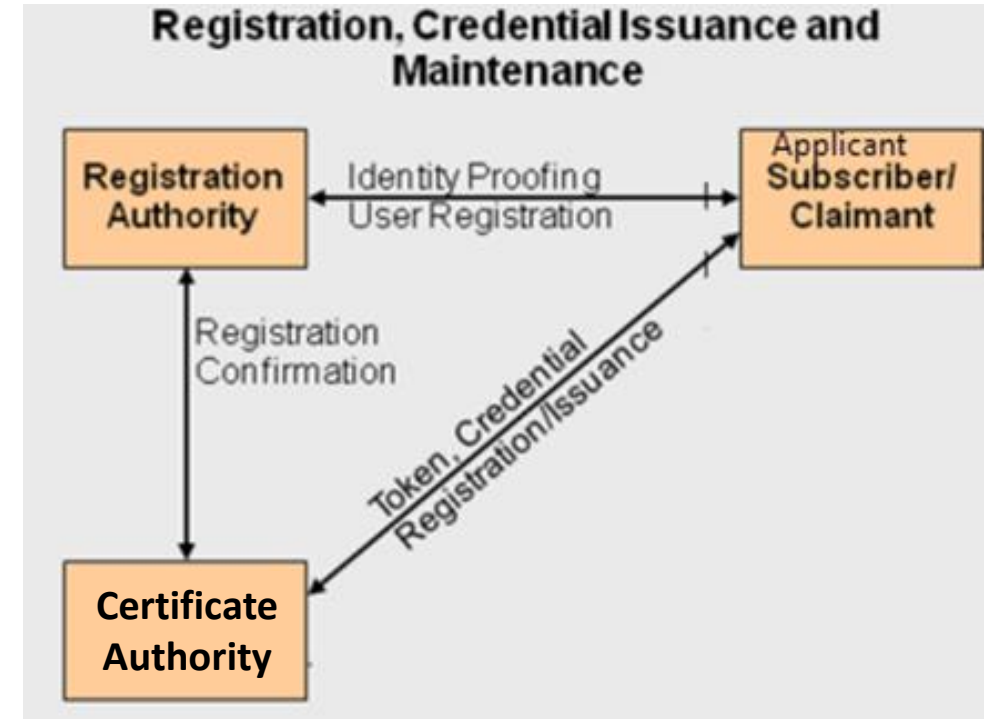 Registration, Credential Issuance and
Maintenance
Registration
Authority
Identity Proofing
User Registration
Applicant
Subscriber/
Claimant
Registration
Confirmation
Token, Credential
Registration/Issuance
Certificate
Authority